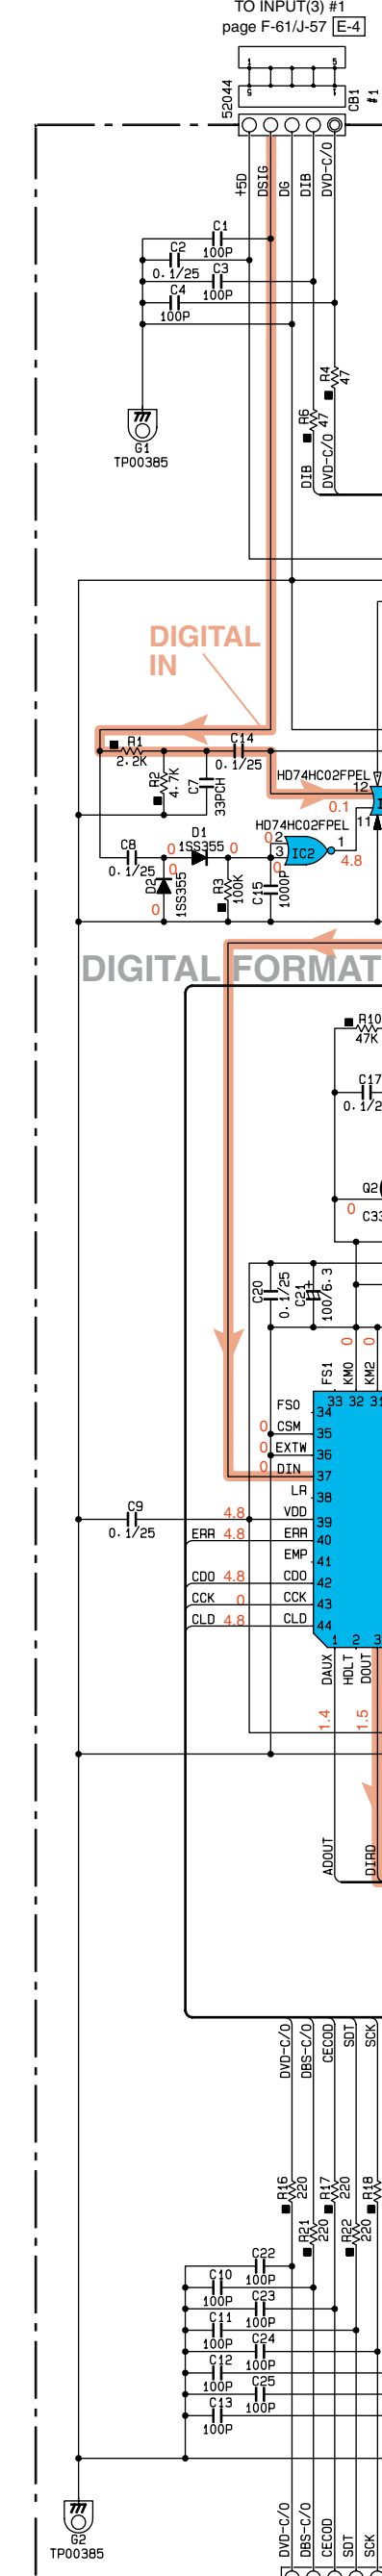 TO INPUT(3) #1
page F-61/J-57 E-4
1 5
5 1
52044
CB1
#1
+5D
DSIG
DG
DIB
DVD-C/O
C1
100P
C2
0.1/25
C3
100P
C4
100P
R4
47
R6
47
DIB
DVD-C/O
G1
TP00385
DIGITAL
IN
R1
2.2K
R2
4.7K
C7
33PCH
C14
0.1/25
HD74HC02FPEL
12
I
0.1
11
HD74HC02FPEL
C8
0.1/25
D1
1SS355
0 0 0
0 2
0 3
IC2
1
4.8
D2
1SS355
0
0
R3
100K
C15
1000P
DIGITAL FORMAT
R10
47K
C17
0.1/2
Q2(
0
C33
C20
0.1/25
C21
+
100/6.3
0 0
FS1
KM0
KM2
33 32 31
FS0 34
0 CSM 35
0 EXTW 36
0 DIN 37
LR 38
C9
0.1/25
4.8 VDD 39
ERR 4.8 ERR 40
EMP 41
CDO 4.8 CDO 42
CCK 0 CCK 43
CLD 4.8 CLD 44
1 2 3
DAUX
HDLT
DOUT
1.4
1.5
ADOUT
DIRD
DVD-C/O
DBS-C/O
CECOD
SDT
SCK
R16
220
R17
220
R18
R21
220
R22
220
C22
100P
C10
100P
C23
100P
C11
100P
C24
100P
C12
100P
C25
100P
C13
100P
DVD-C/O
DBS-C/O
CECOD
SDT
SCK
G2
TP00385